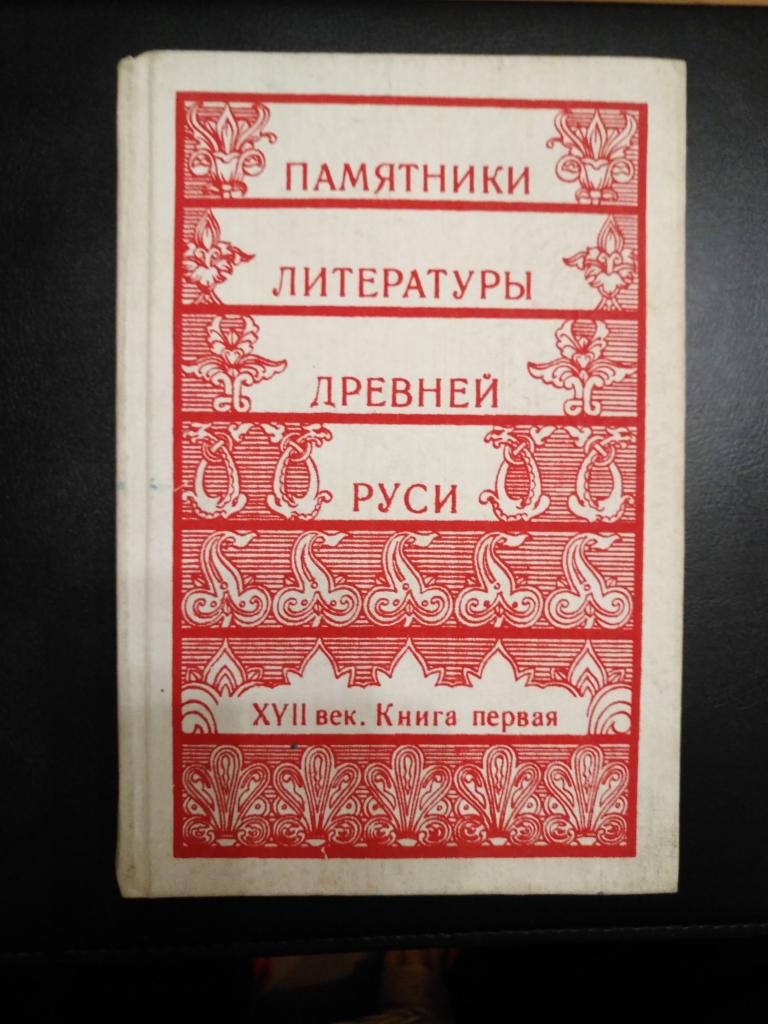 ПАМЯТНИКИ
ЛИТЕРАТУРЫ
ДРЕВНЕЙ
РУСИ
XVII век. Книга первая